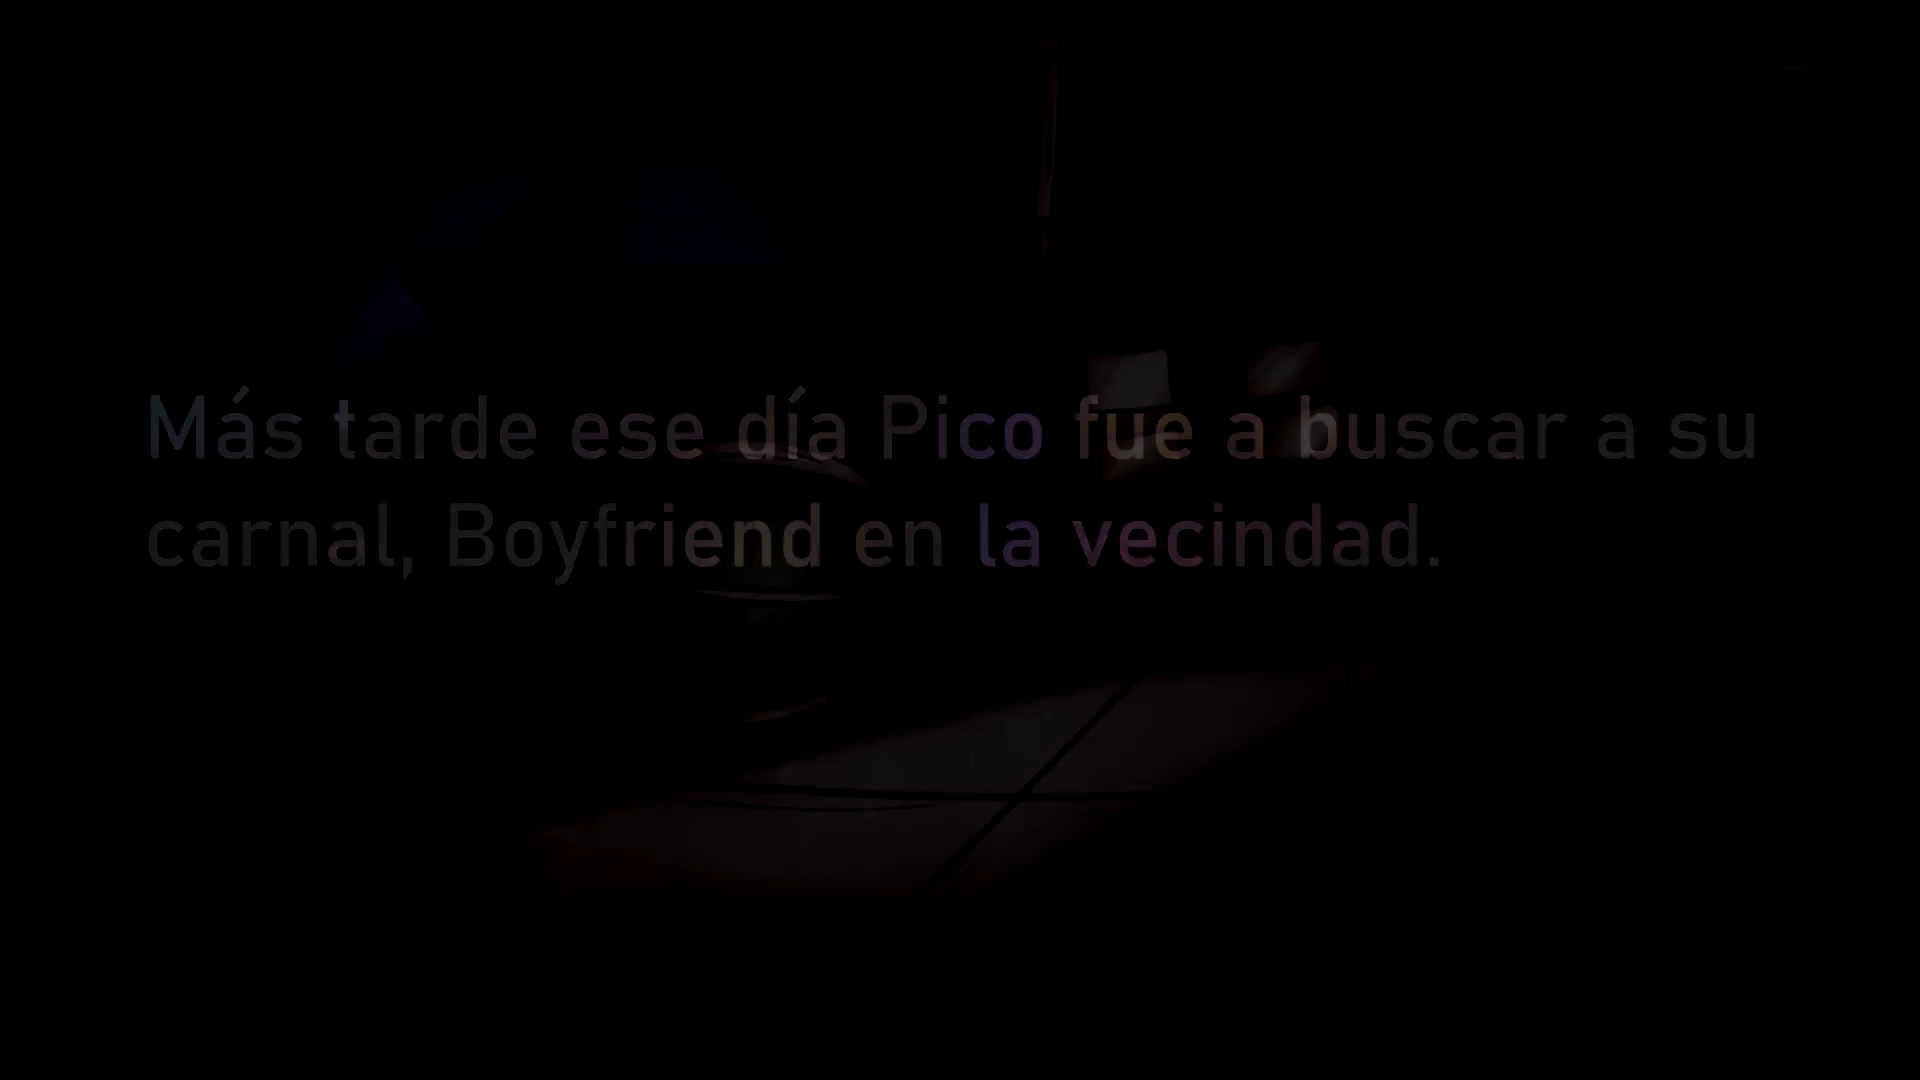 Más tarde ese día Pico fue a buscar a su
carnal, Boyfriend en la vecindad.